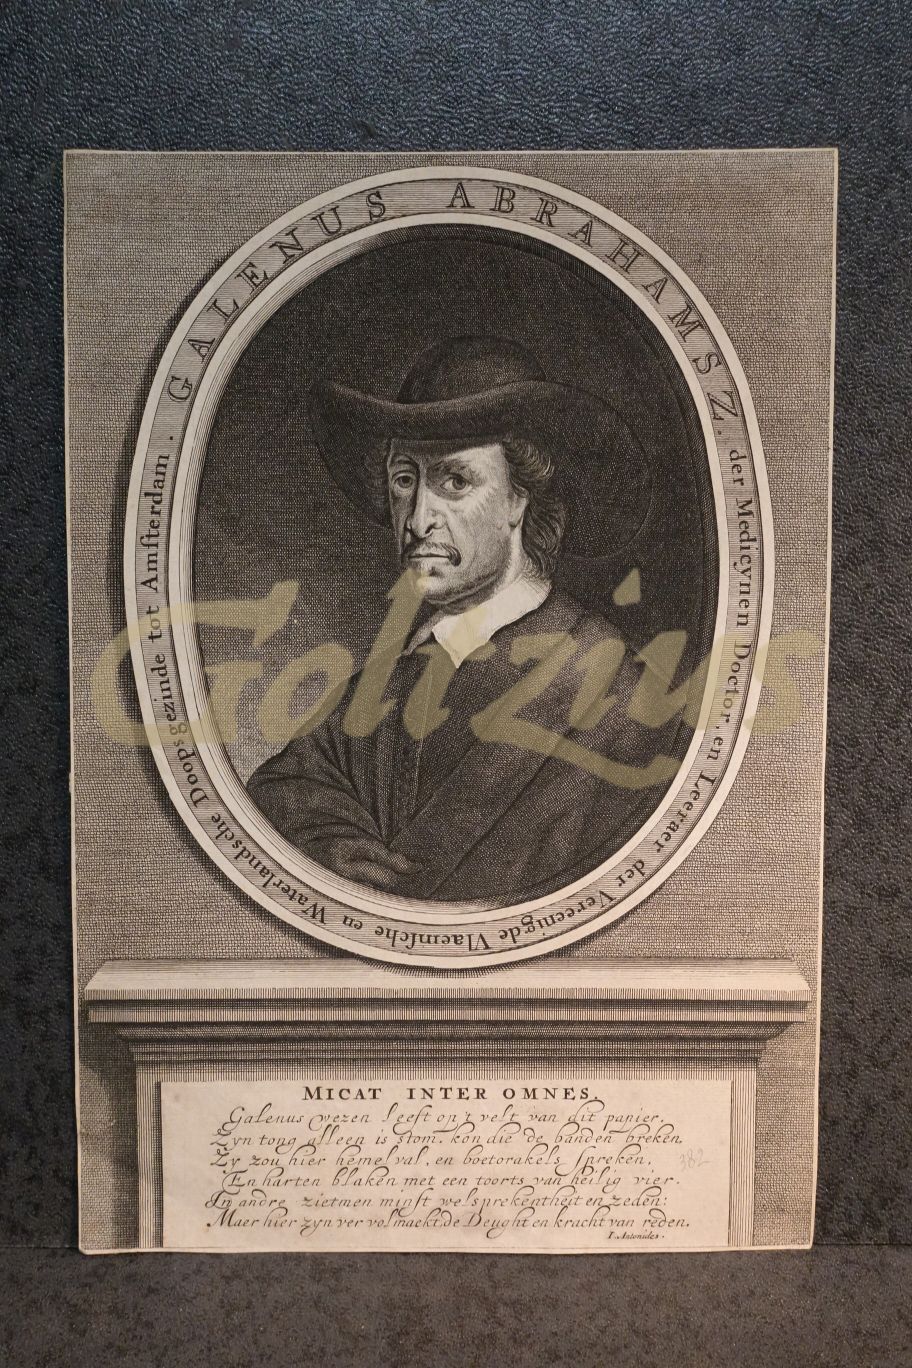 GALENUS ABRAHAMSZ. der Medicynen Doctor, en Leeraer der Vereenigde Vlaemſche en Waterlandsche Doopsgezinde tot Amſterdam.
Goltzius
MICAT INTER OMNES
Galenus wezen leeft op't velt van dit papier.
Zyn tong alleen is stom. kon die de banden breken,
Zy zou hier hemelval, en boetorakels spreken,
En harten blaken met een toorts van heilig vier.
In andre zietmen minst welsprekentheit en zeden:
Maer hier zyn ver volmaekt, de Deught en kracht van reden.
I. Antonides.
382